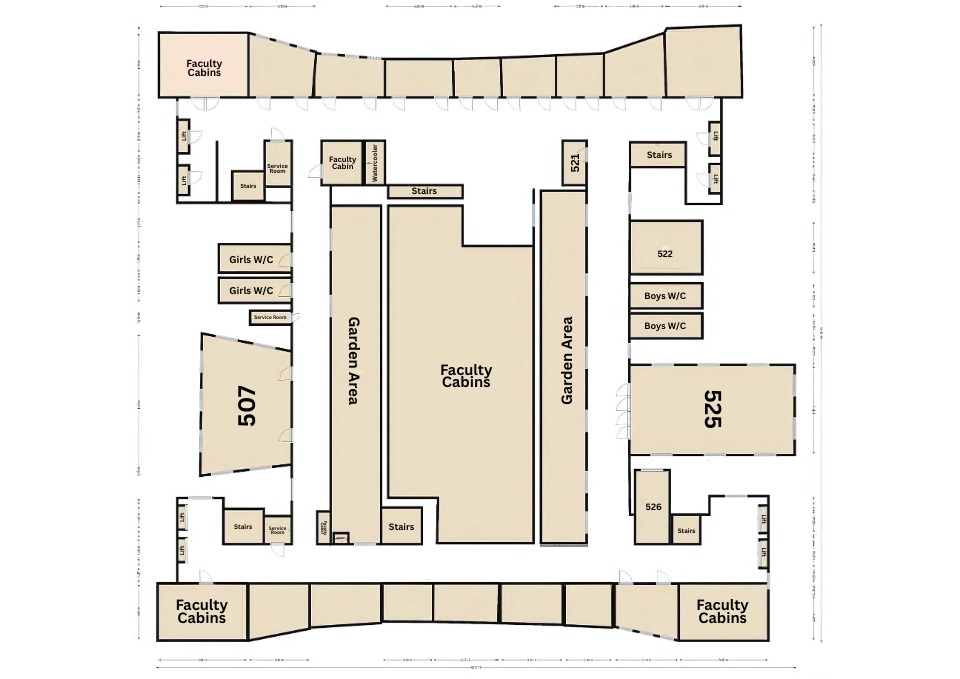 Faculty
Cabins
Lift
Lift
Stairs
Service
Room
Faculty
Cabin
Watercooler
Stairs
521
Stairs
Lift
Lift
Girls W/C
Girls W/C
Service Room
522
Boys W/C
Boys W/C
507
Garden Area
Faculty
Cabins
Garden Area
525
Lift
Lift
Stairs
Service
Room
Stairs
526
Stairs
Lift
Lift
Faculty
Cabins
Faculty
Cabins